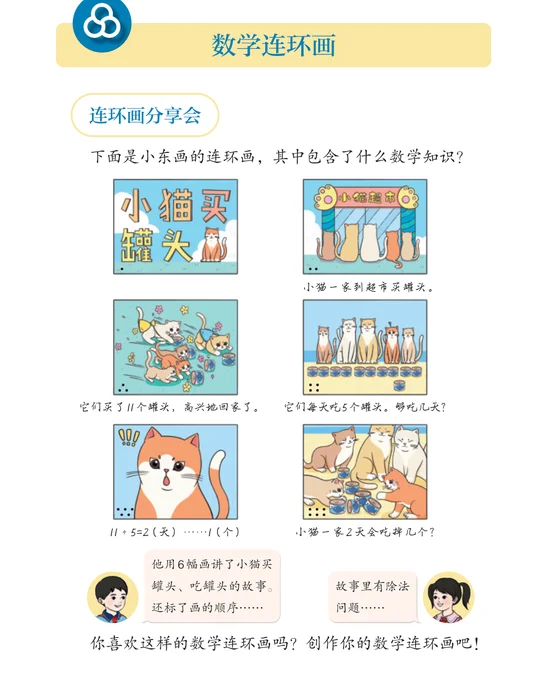 数学连环画
连环画分享会
下面是小东画的连环画，其中包含了什么数学知识？
小猫买
罐头
小猫超市
小猫一家到超市买罐头。
它们买了11个罐头，高兴地回家了。
它们每天吃5个罐头。够吃几天？
!!!
11÷5=2（天）……1（个）
小猫一家2天会吃掉几个？
他用6幅画讲了小猫买
罐头、吃罐头的故事。
还标了画的顺序……
故事里有除法
问题……
你喜欢这样的数学连环画吗？创作你的数学连环画吧！